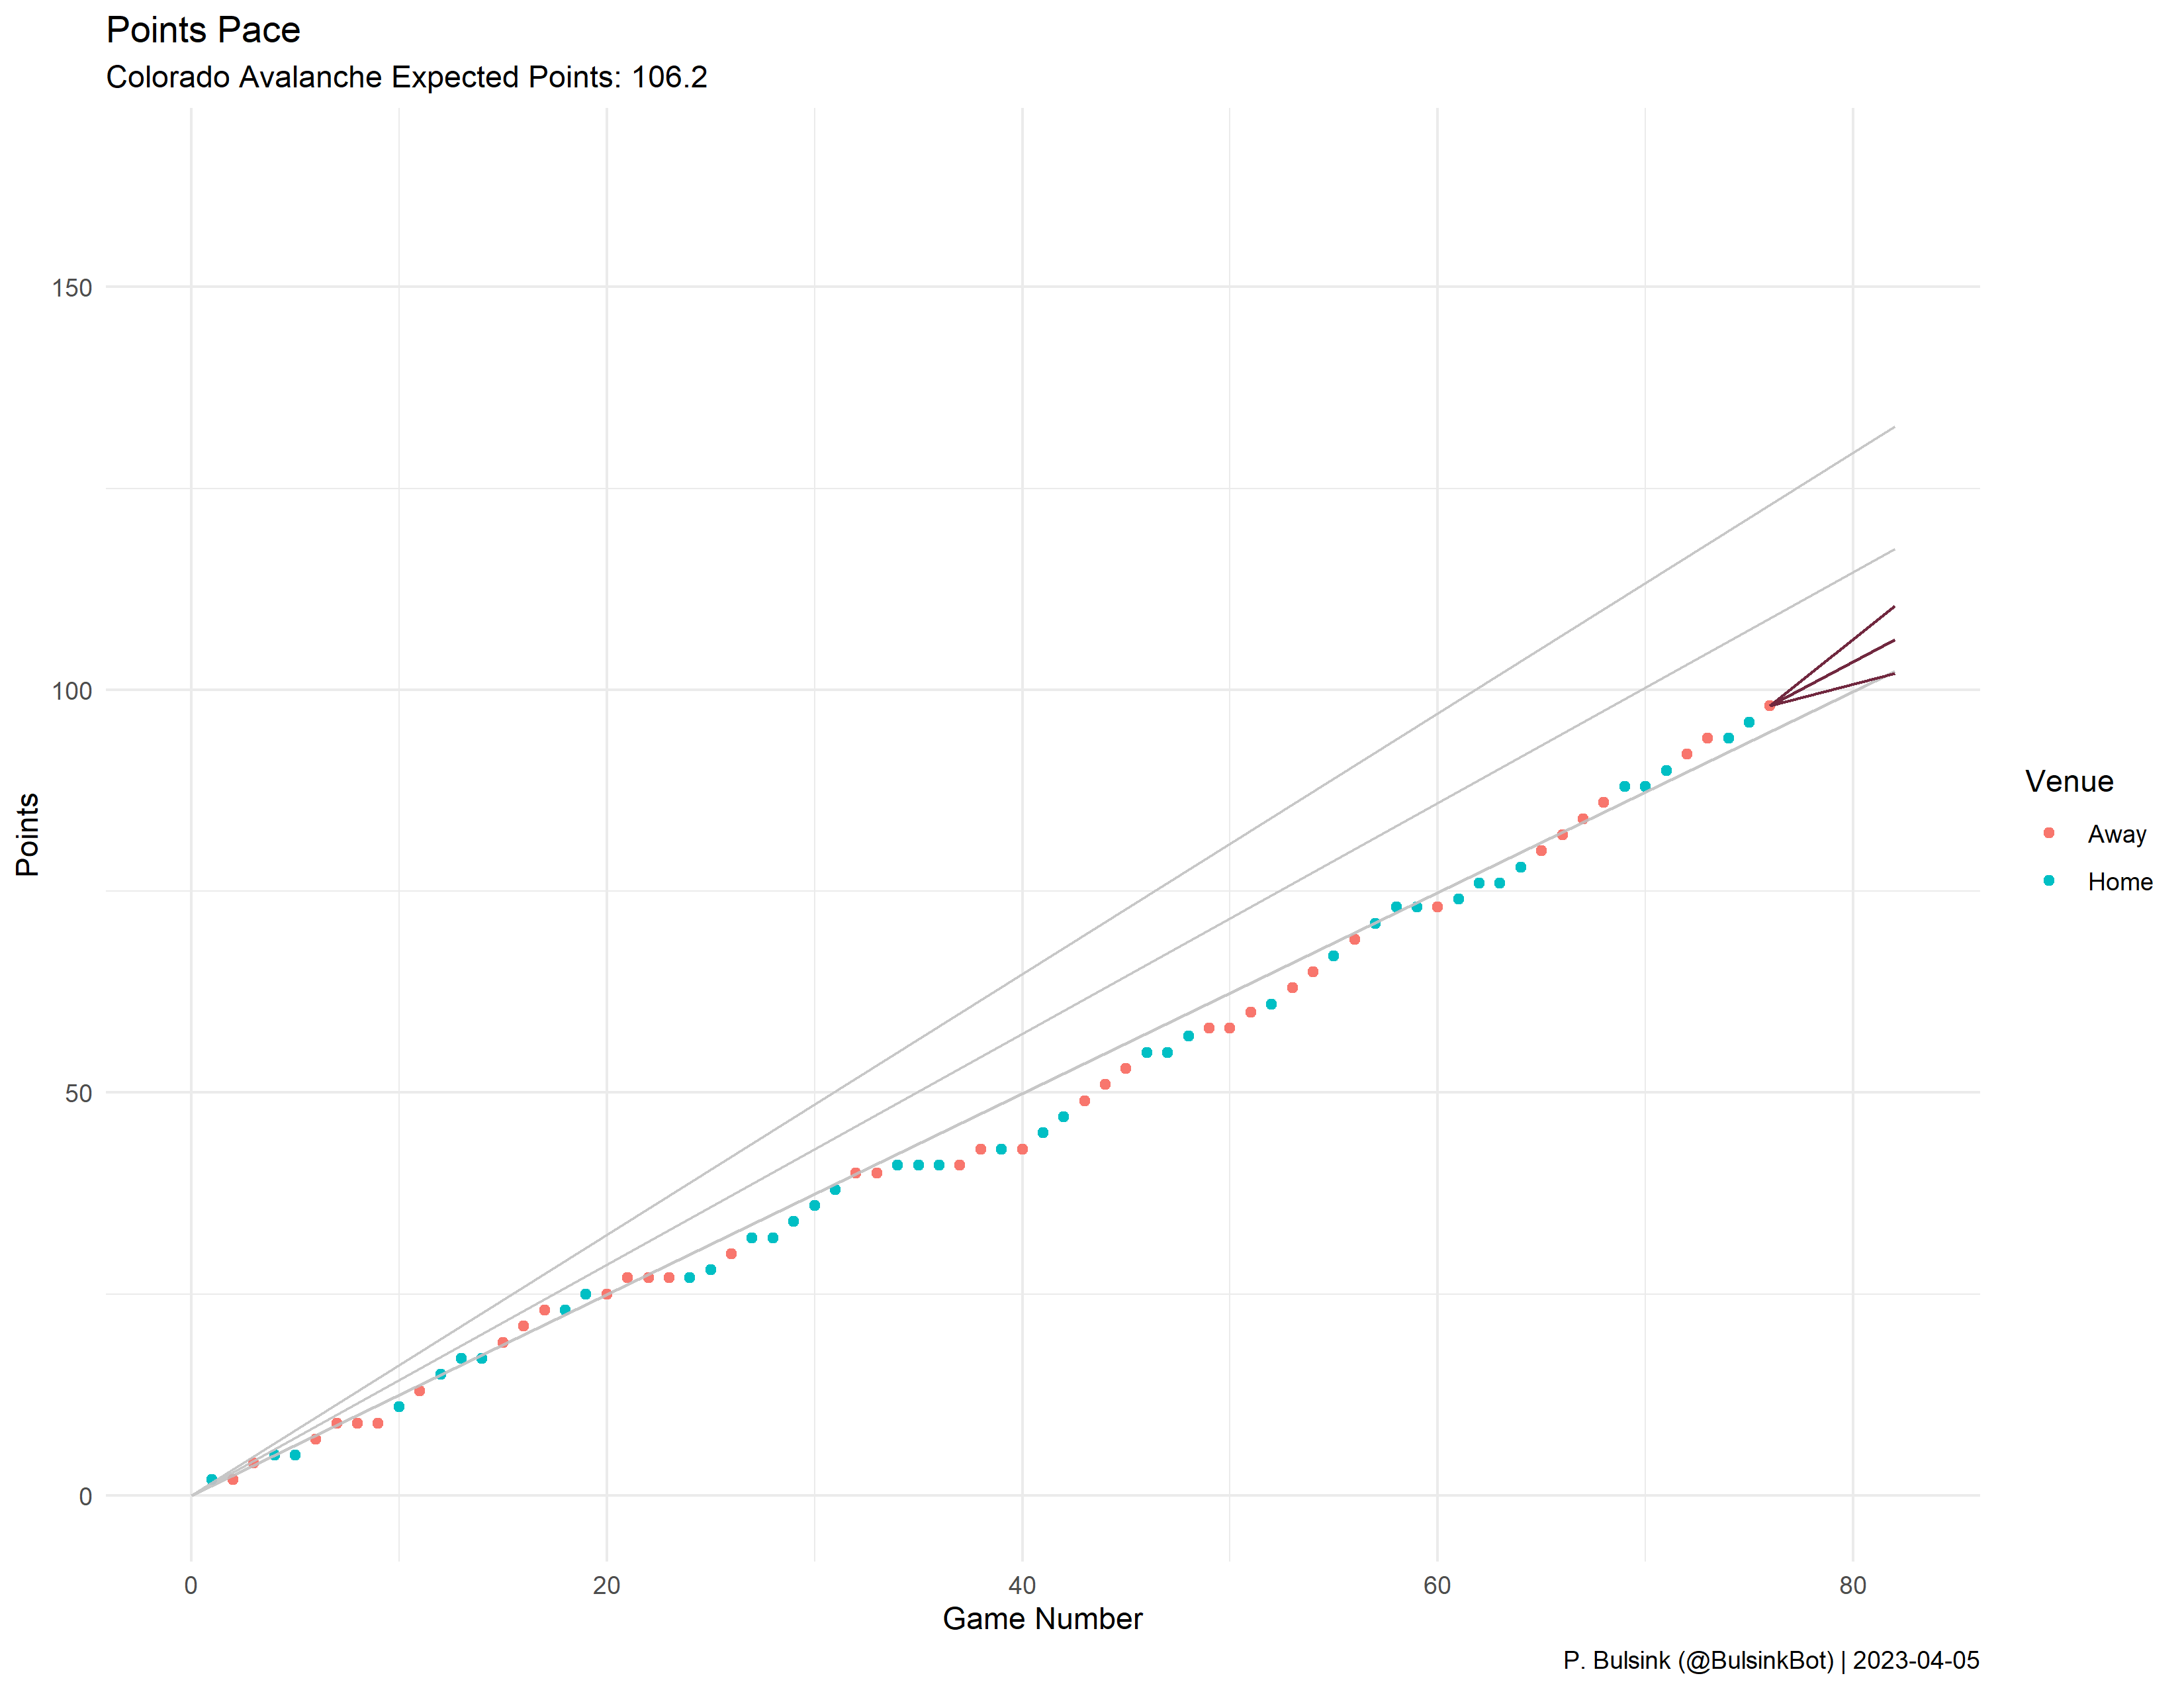 Points Pace
Colorado Avalanche Expected Points: 106.2
150
100
50
0
Points
0 20 40 60 80
Game Number
Venue
Away
Home
P. Bulsink (@BulsinkBot) | 2023-04-05